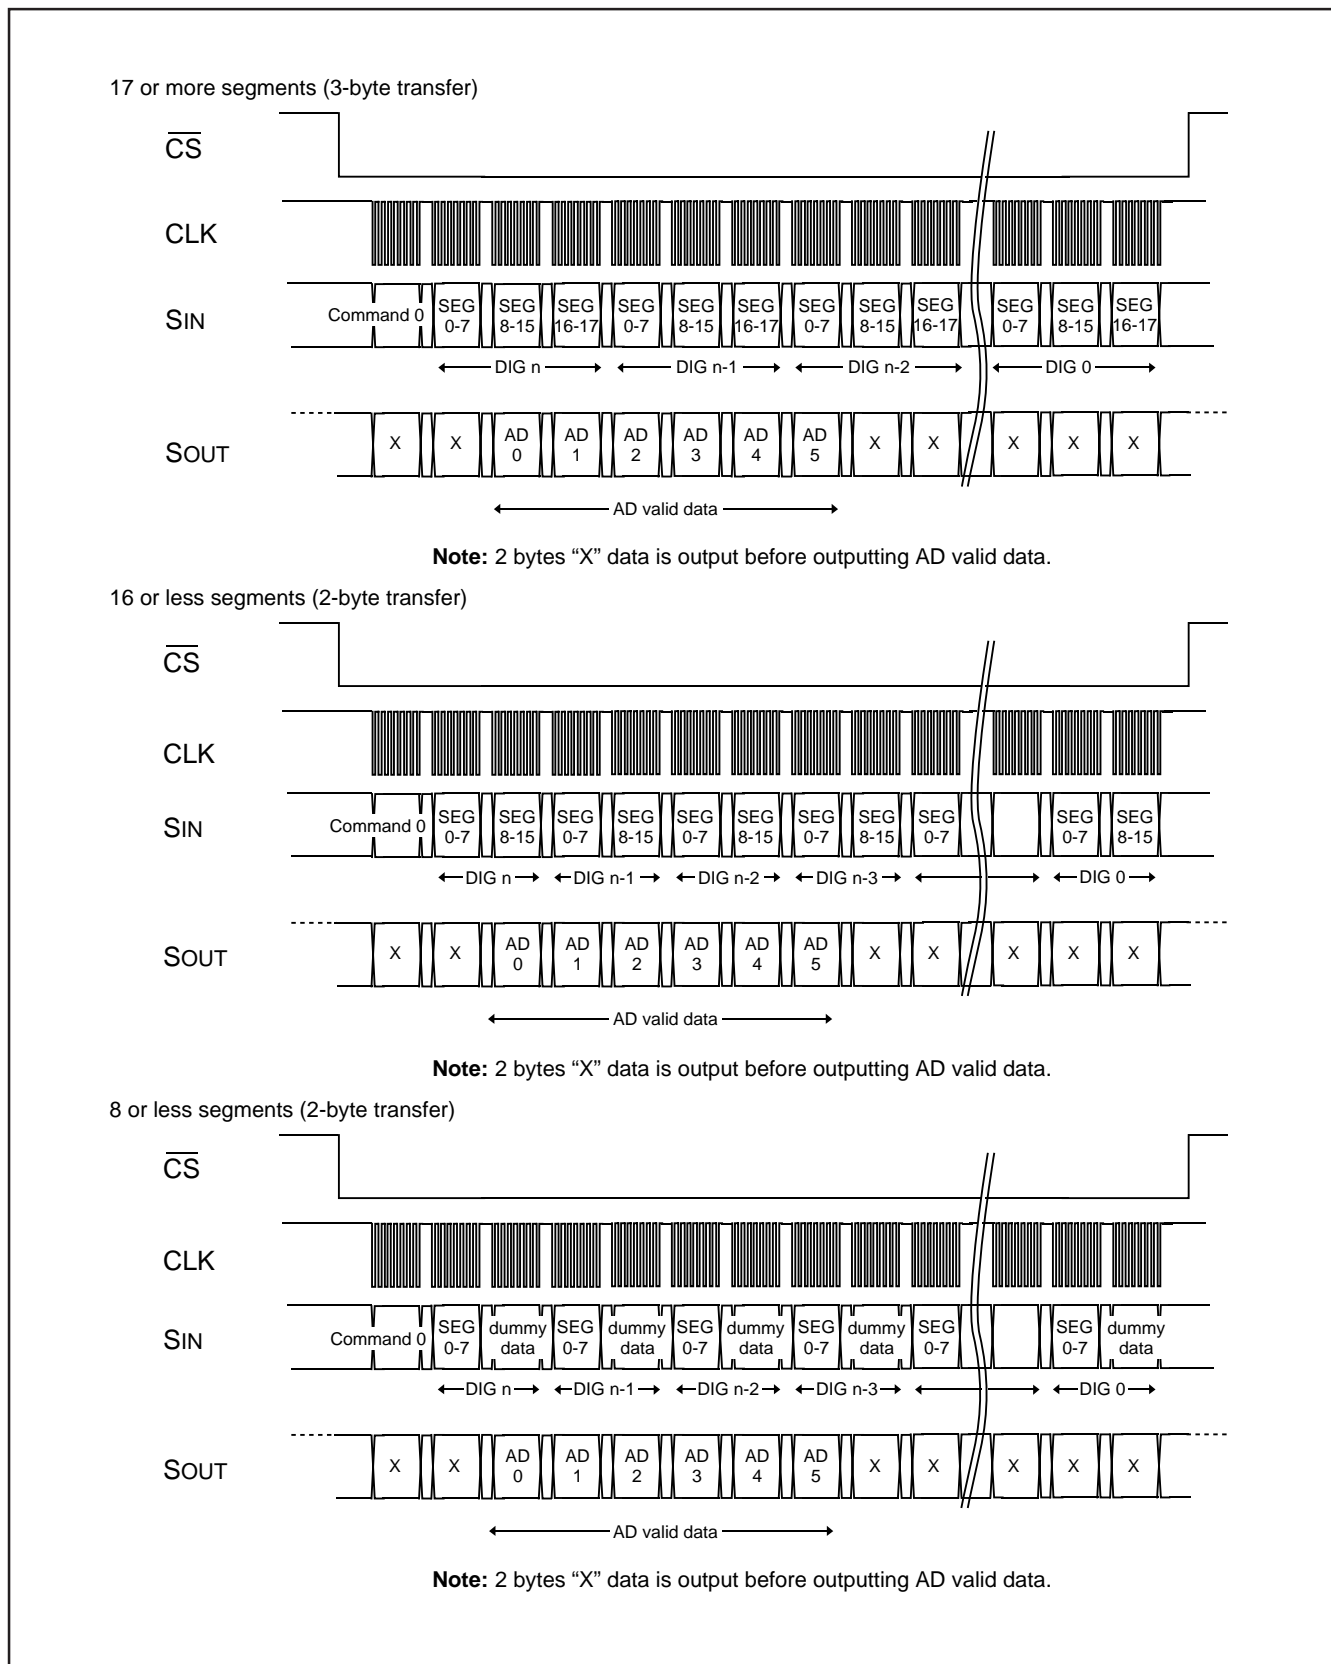 17 or more segments (3-byte transfer)
CS
CLK
SIN
Command 0 SEG 0-7 SEG 8-15 SEG 16-17 SEG 0-7 SEG 8-15 SEG 16-17 SEG 0-7 SEG 8-15 SEG 16-17 SEG 0-7 SEG 8-15 SEG 16-17
DIG n DIG n-1 DIG n-2 DIG 0
SOUT
X X AD 0 AD 1 AD 2 AD 3 AD 4 AD 5 X X X X X
AD valid data
Note: 2 bytes “X” data is output before outputting AD valid data.
16 or less segments (2-byte transfer)
CS
CLK
SIN
Command 0 SEG 0-7 SEG 8-15 SEG 0-7 SEG 8-15 SEG 0-7 SEG 8-15 SEG 0-7 SEG 8-15 SEG 0-7 SEG 0-7 SEG 8-15
DIG n DIG n-1 DIG n-2 DIG n-3 DIG 0
SOUT
X X AD 0 AD 1 AD 2 AD 3 AD 4 AD 5 X X X X X
AD valid data
Note: 2 bytes “X” data is output before outputting AD valid data.
8 or less segments (2-byte transfer)
CS
CLK
SIN
Command 0 SEG 0-7 dummy data SEG 0-7 dummy data SEG 0-7 dummy data SEG 0-7 dummy data SEG 0-7 SEG 0-7 dummy data
DIG n DIG n-1 DIG n-2 DIG n-3 DIG 0
SOUT
X X AD 0 AD 1 AD 2 AD 3 AD 4 AD 5 X X X X X
AD valid data
Note: 2 bytes “X” data is output before outputting AD valid data.